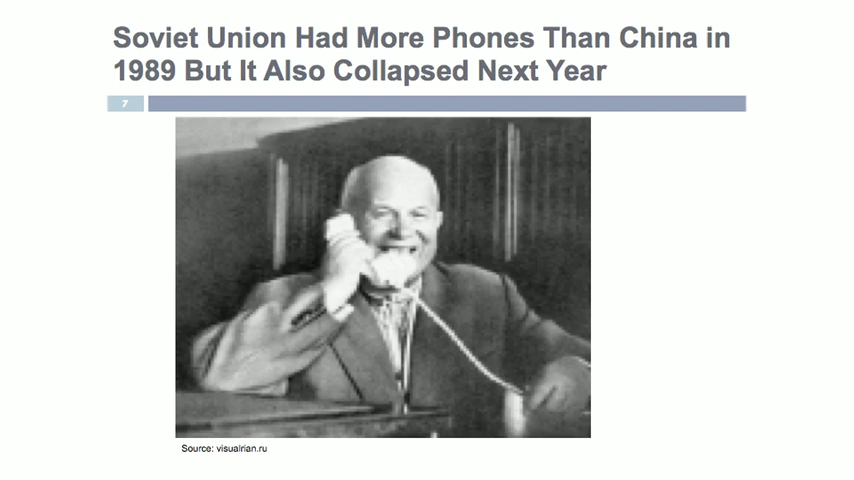 Soviet Union Had More Phones Than China in
1989 But It Also Collapsed Next Year
7
Source: visualrian.ru